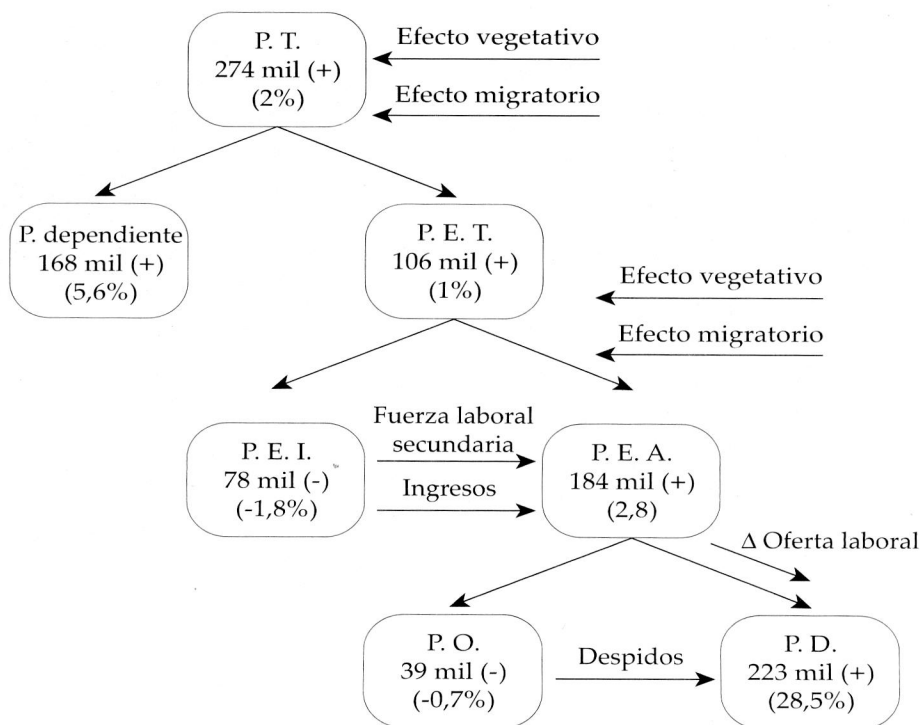 P. T.
274 mil (+)
(2%)
Efecto vegetativo
Efecto migratorio
P. dependiente
168 mil (+)
(5,6%)
P. E. T.
106 mil (+)
(1%)
Efecto vegetativo
Efecto migratorio
P. E. I.
78 mil (-)
(-1,8%)
Fuerza laboral
secundaria
Ingresos
P. E. A.
184 mil (+)
(2,8)
Δ Oferta laboral
P. O.
39 mil (-)
(-0,7%)
Despidos
P. D.
223 mil (+)
(28,5%)